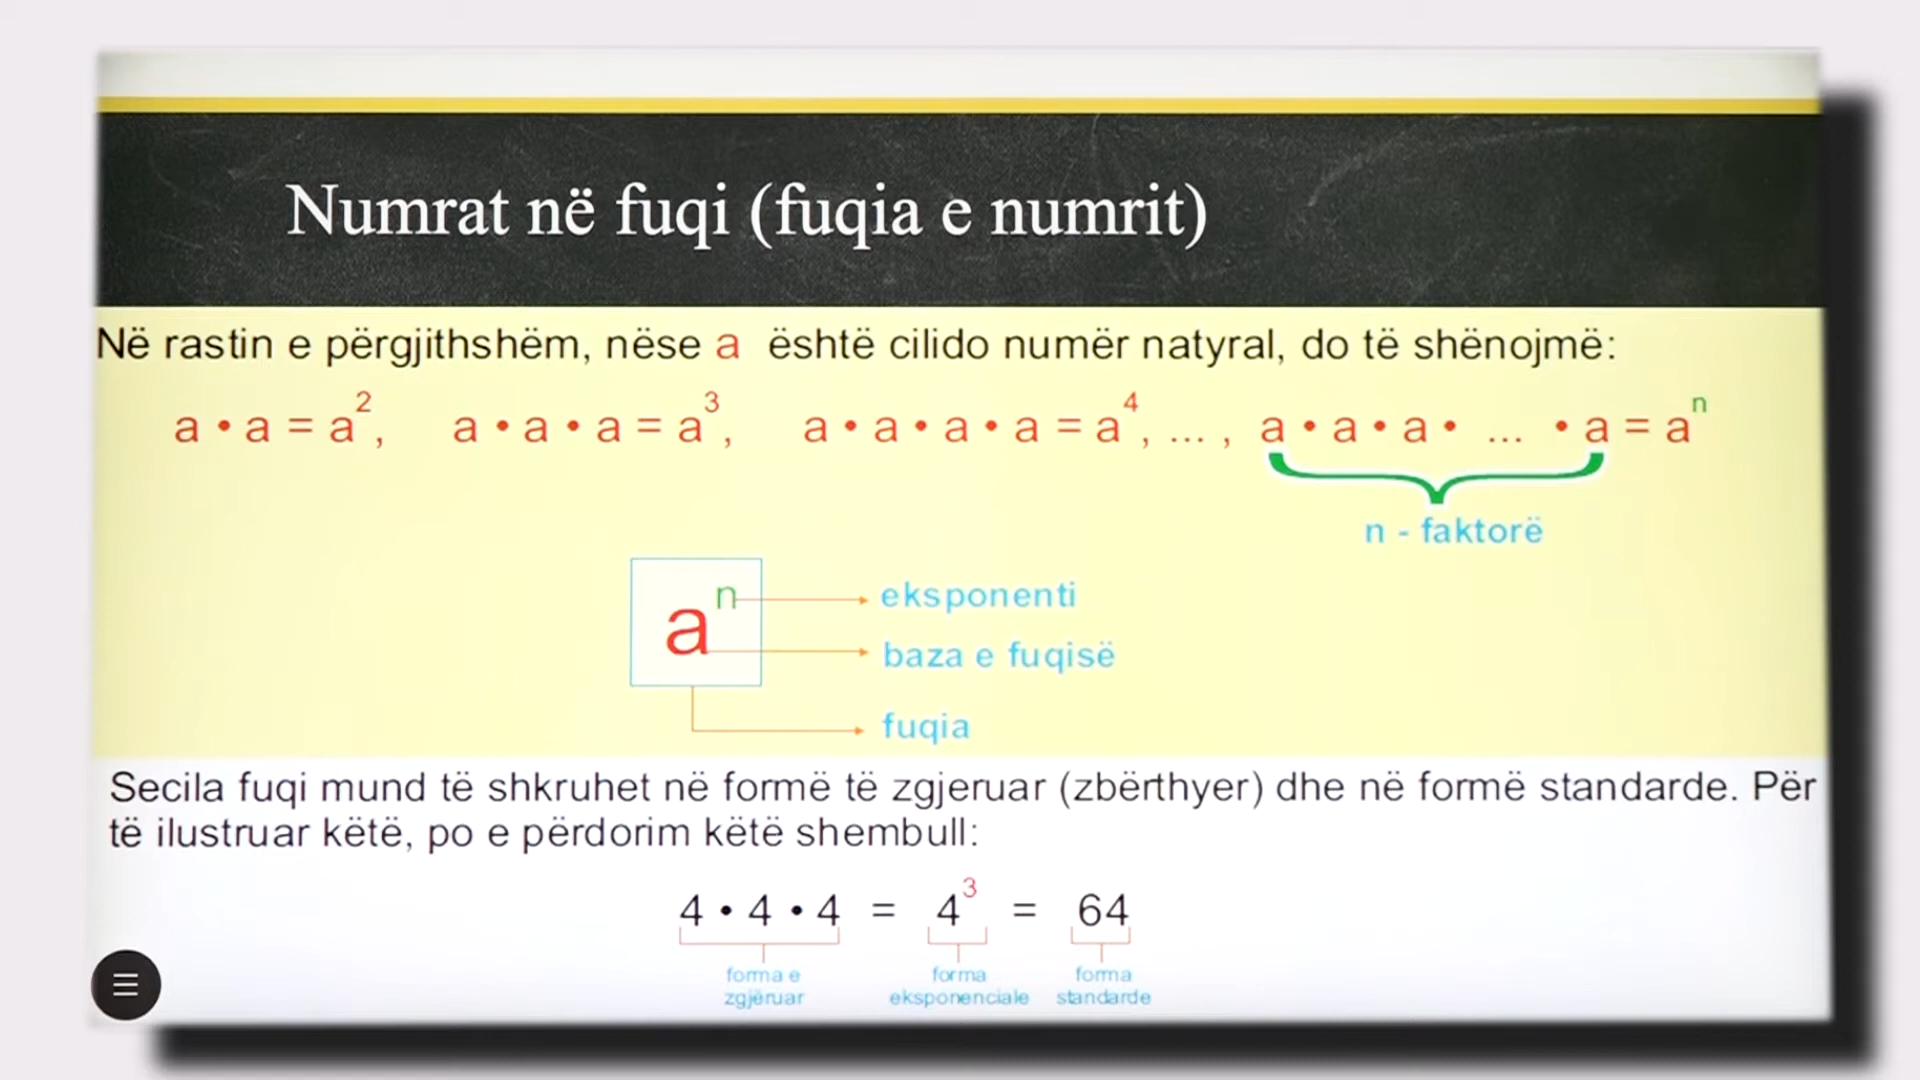 Numrat në fuqi (fuqia e numrit)
Në rastin e përgjithshëm, nëse a është cilido numër natyral, do të shënojmë:
a • a = a², a • a • a = a³, a • a • a • a = a⁴, ... , a • a • a • ... • a = aⁿ
n - faktorë
aⁿ
eksponenti
baza e fuqisë
fuqia
Secila fuqi mund të shkruhet në formë të zgjeruar (zbërthyer) dhe në formë standarde. Për
të ilustruar këtë, po e përdorim këtë shembull:
4 • 4 • 4 = 4³ = 64
forma e zgjëruar
forma eksponenciale
forma standarde